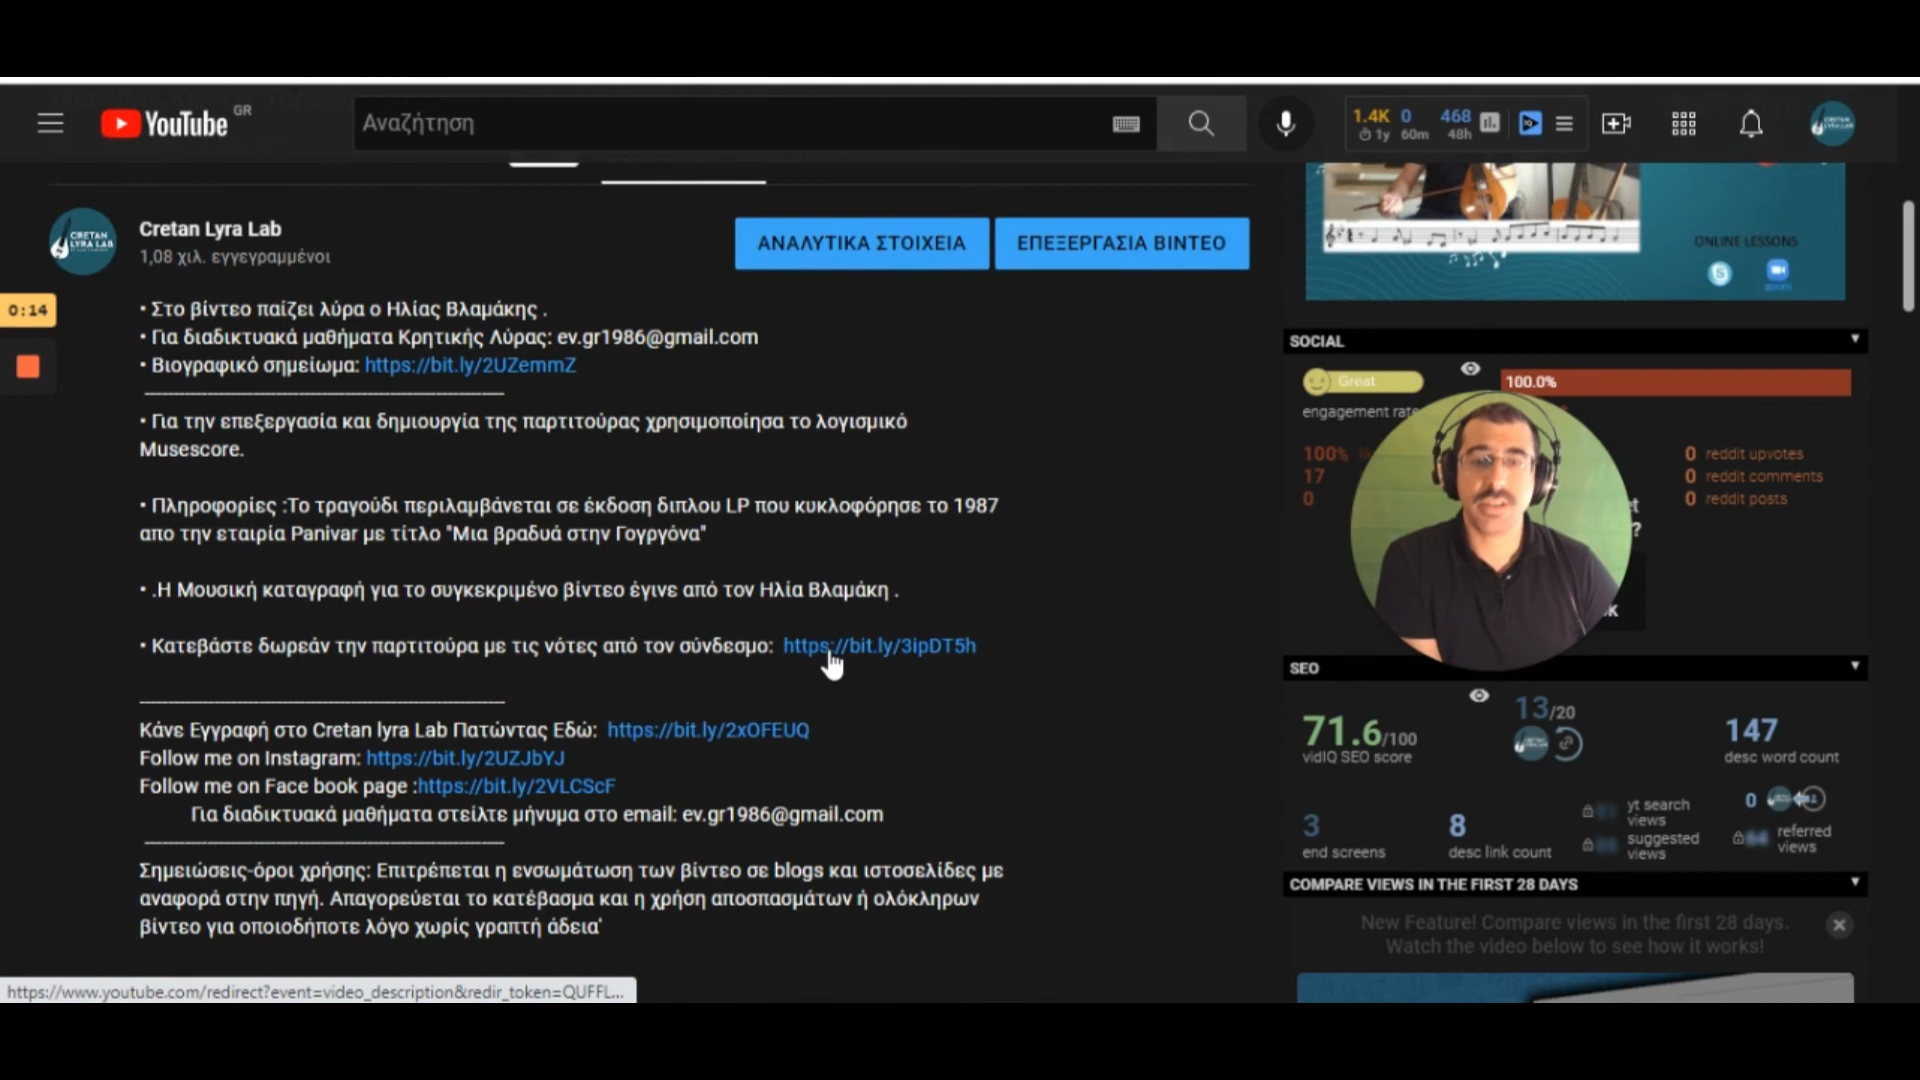 YouTube GR
Αναζήτηση
1.4K 0 468
1y 60m 48h
Cretan Lyra Lab
1,08 χιλ. εγγεγραμμένοι
ΑΝΑΛΥΤΙΚΑ ΣΤΟΙΧΕΙΑ
ΕΠΕΞΕΡΓΑΣΙΑ ΒΙΝΤΕΟ
CRETAN
LYRA LAB
0:14
• Στο βίντεο παίζει λύρα ο Ηλίας Βλαμάκης .
• Για διαδικτυακά μαθήματα Κρητικής Λύρας: ev.gr1986@gmail.com
• Βιογραφικό σημείωμα: https://bit.ly/2UZemmZ
• Για την επεξεργασία και δημιουργία της παρτιτούρας χρησιμοποίησα το λογισμικό
Musescore.
• Πληροφορίες :Το τραγούδι περιλαμβάνεται σε έκδοση διπλου LP που κυκλοφόρησε το 1987
απο την εταιρία Panivar με τίτλο "Μια βραδυά στην Γογργόνα"
• .Η Μουσική καταγραφή για το συγκεκριμένο βίντεο έγινε από τον Ηλία Βλαμάκη .
• Κατεβάστε δωρεάν την παρτιτούρα με τις νότες από τον σύνδεσμο: https://bit.ly/3ipDT5h
Κάνε Εγγραφή στο Cretan lyra Lab Πατώντας Εδώ: https://bit.ly/2xOFEUQ
Follow me on Instagram: https://bit.ly/2UZJbYJ
Follow me on Face book page :https://bit.ly/2VLCScF
Για διαδικτυακά μαθήματα στείλτε μήνυμα στο email: ev.gr1986@gmail.com
Σημειώσεις-όροι χρήσης: Επιτρέπεται η ενσωμάτωση των βίντεο σε blogs και ιστοσελίδες με
αναφορά στην πηγή. Απαγορεύεται το κατέβασμα και η χρήση αποσπασμάτων ή ολόκληρων
βίντεο για οποιοδήποτε λόγο χωρίς γραπτή άδεια'
https://www.youtube.com/redirect?event=video_description&redir_token=QUFFL...
ONLINE LESSONS
zoom
SOCIAL
Great
100.0%
engagement rate
100%
17
0
0 reddit upvotes
0 reddit comments
0 reddit posts
SEO
71.6/100
vidIQ SEO score
13/20
147
desc word count
3
end screens
8
desc link count
yt search
views
suggested
views
0
referred
views
COMPARE VIEWS IN THE FIRST 28 DAYS
New Feature! Compare views in the first 28 days.
Watch the video below to see how it works!